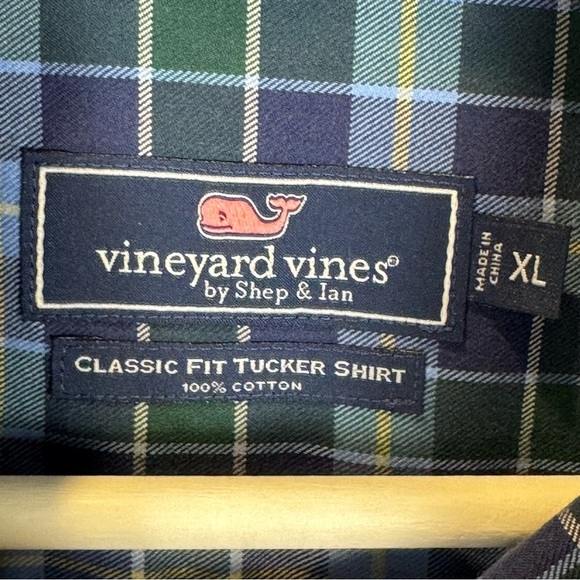 vineyard vines®
by Shep & Ian
MADE IN
CHINA
XL
CLASSIC FIT TUCKER SHIRT
100% COTTON